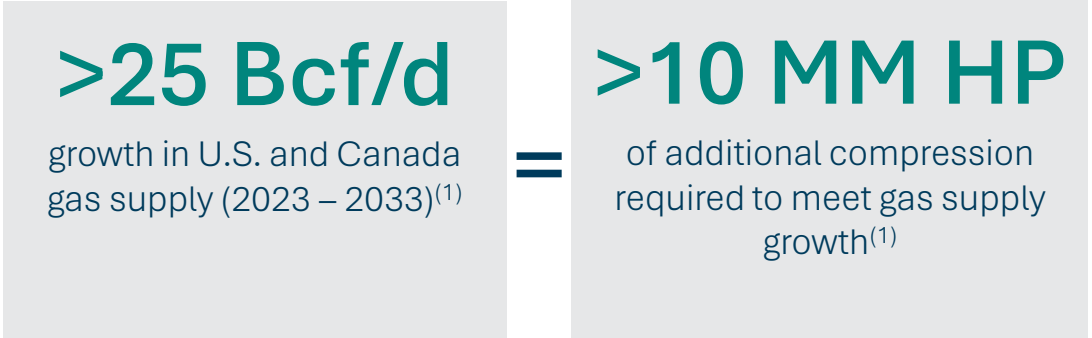 >25 Bcf/d
growth in U.S. and Canada
gas supply (2023 – 2033)(1)
=
>10 MM HP
of additional compression
required to meet gas supply
growth(1)